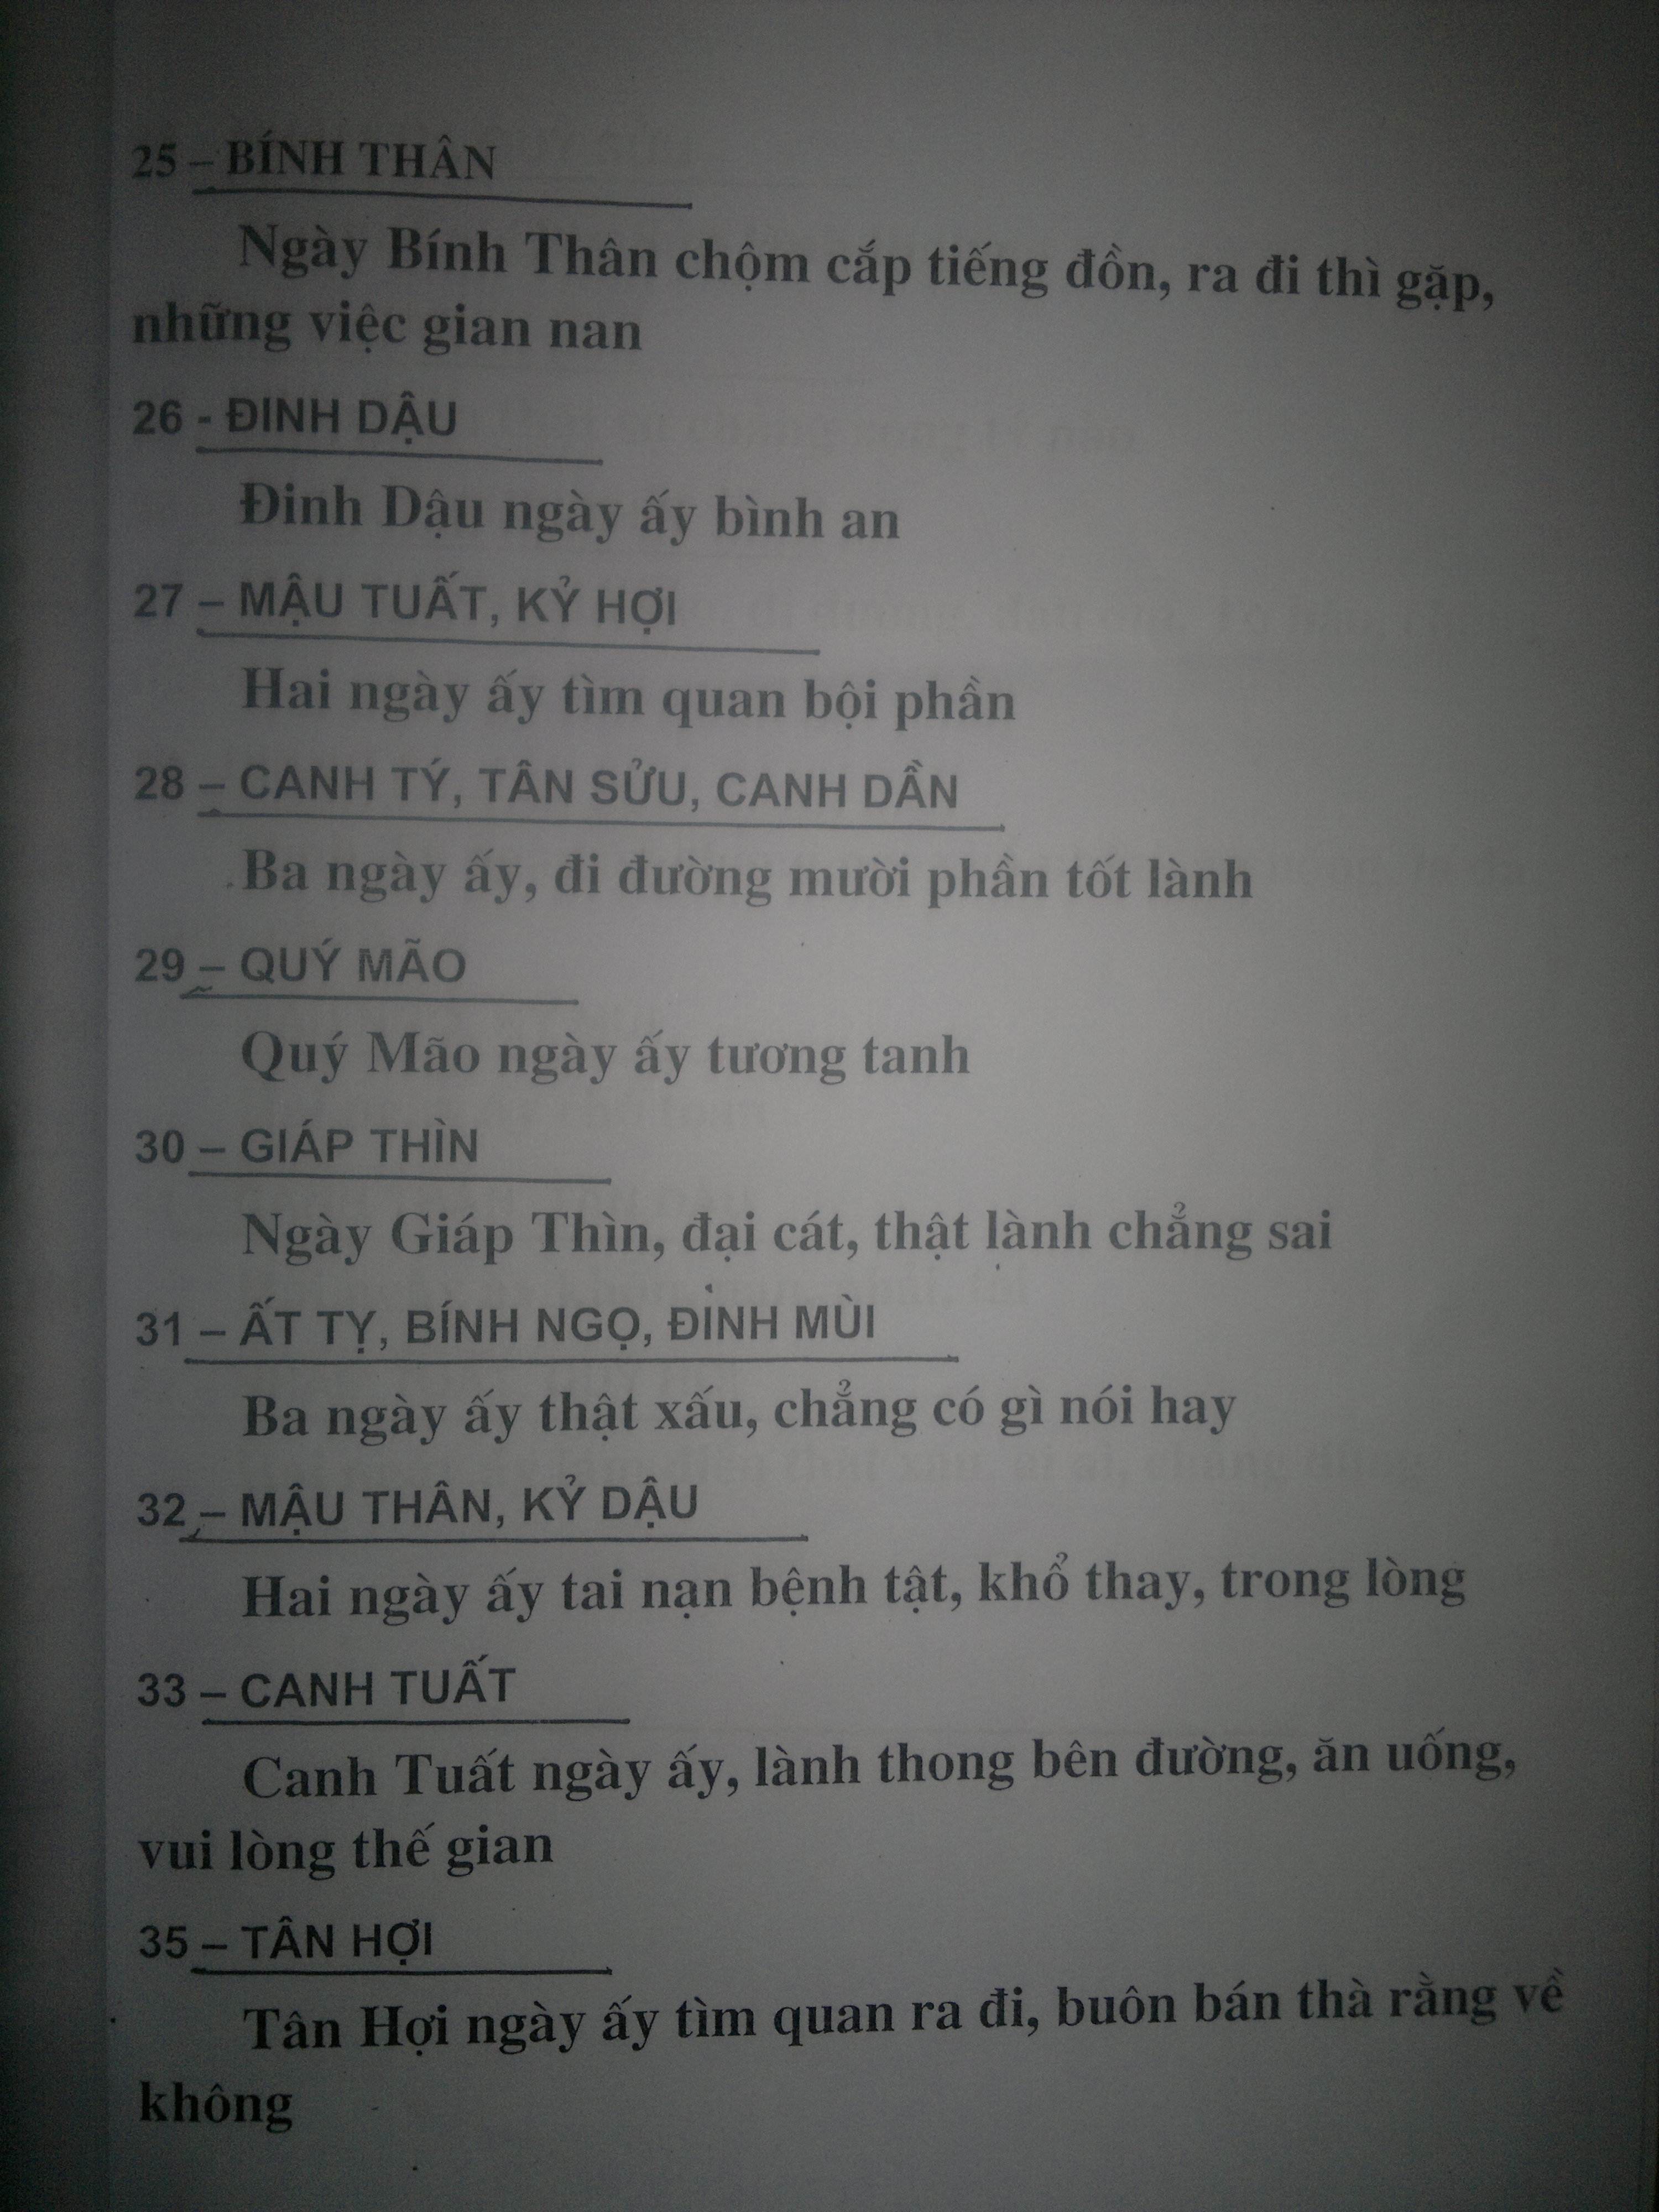 25 – BÍNH THÂN
Ngày Bính Thân chộm cắp tiếng đồn, ra đi thì gặp,
những việc gian nan
26 - ĐINH DẬU
Đinh Dậu ngày ấy bình an
27 – MẬU TUẤT, KỶ HỢI
Hai ngày ấy tìm quan bội phần
28 – CANH TÝ, TÂN SỬU, CANH DẦN
Ba ngày ấy, đi đường mười phần tốt lành
29 – QUÝ MÃO
Quý Mão ngày ấy tương tanh
30 – GIÁP THÌN
Ngày Giáp Thìn, đại cát, thật lành chẳng sai
31 – ẤT TỴ, BÍNH NGỌ, ĐINH MÙI
Ba ngày ấy thật xấu, chẳng có gì nói hay
32 – MẬU THÂN, KỶ DẬU
Hai ngày ấy tai nạn bệnh tật, khổ thay, trong lòng
33 – CANH TUẤT
Canh Tuất ngày ấy, lành thong bên đường, ăn uống,
vui lòng thế gian
35 – TÂN HỢI
Tân Hợi ngày ấy tìm quan ra đi, buôn bán thà rằng về
không